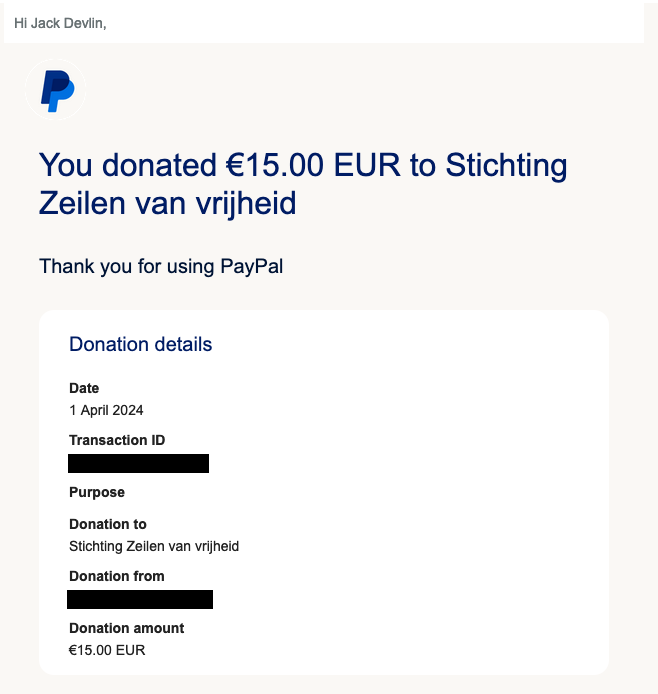 Hi Jack Devlin,
You donated €15.00 EUR to Stichting
Zeilen van vrijheid
Thank you for using PayPal
Donation details
Date
1 April 2024
Transaction ID
Purpose
Donation to
Stichting Zeilen van vrijheid
Donation from
Donation amount
€15.00 EUR